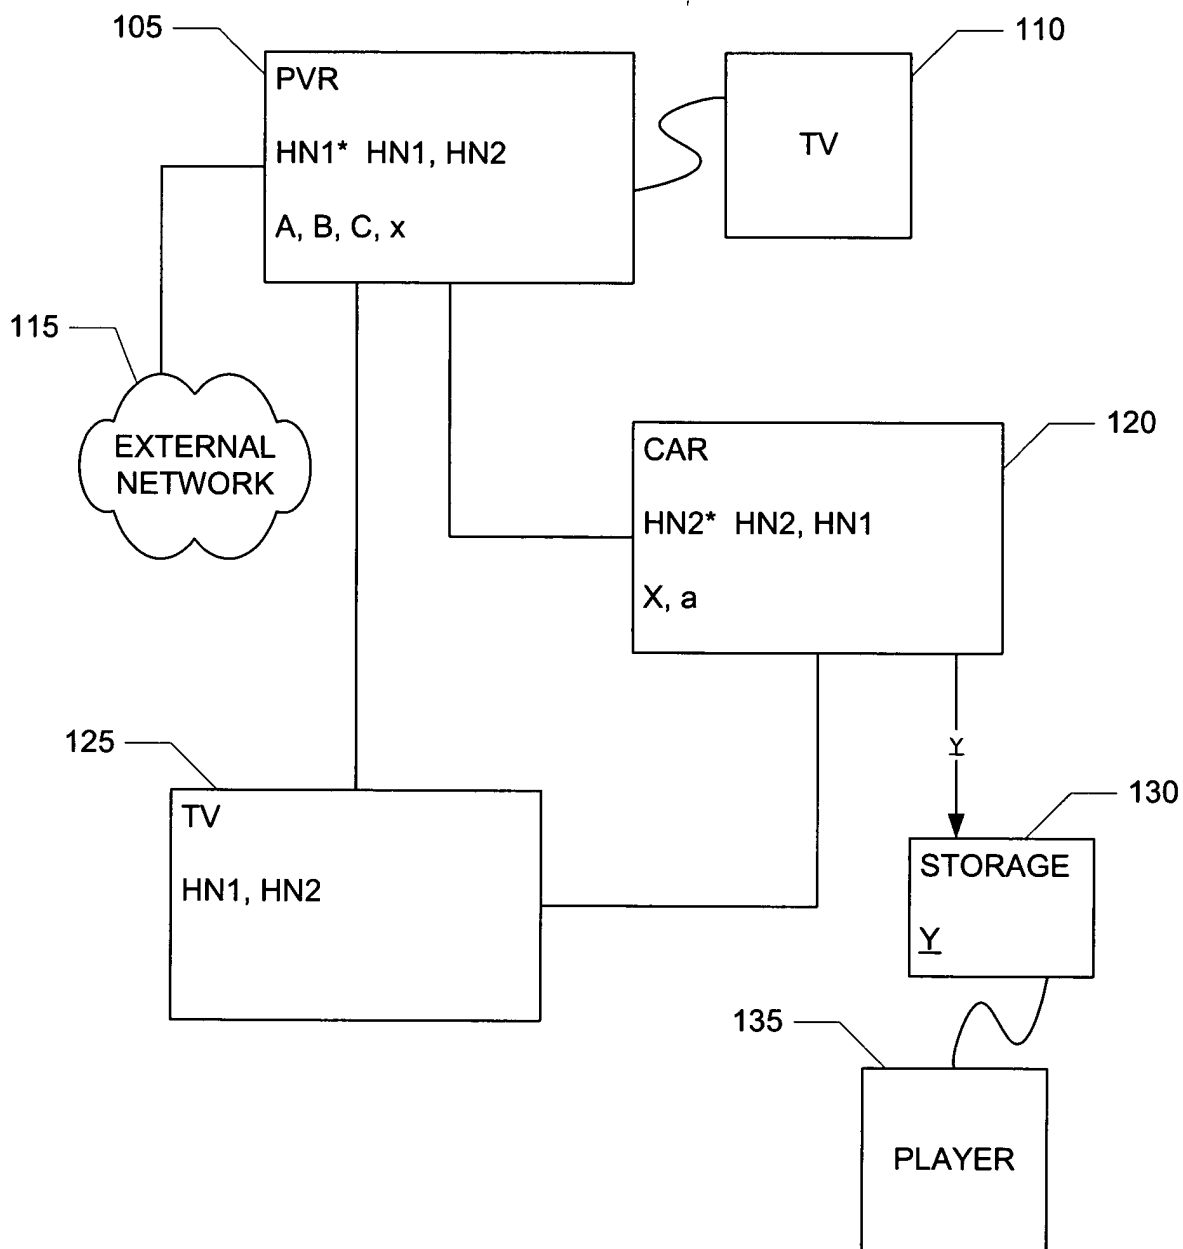 105
PVR
HN1* HN1, HN2
A, B, C, x
110
TV
115
EXTERNAL
NETWORK
120
CAR
HN2* HN2, HN1
X, a
125
TV
HN1, HN2
Y
130
STORAGE
Y
135
PLAYER